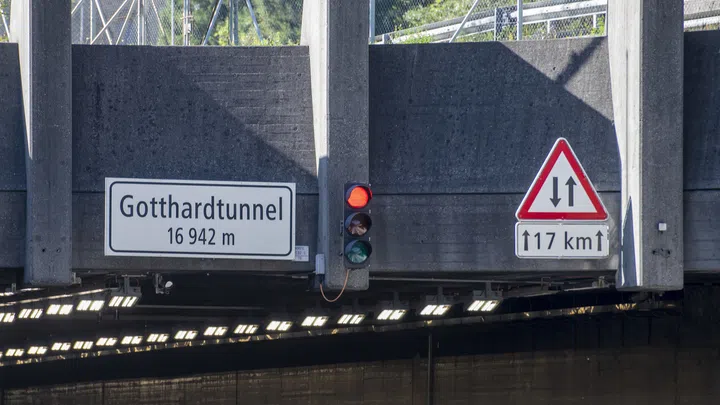 Gotthardtunnel
16 942 m
↑17 km↑